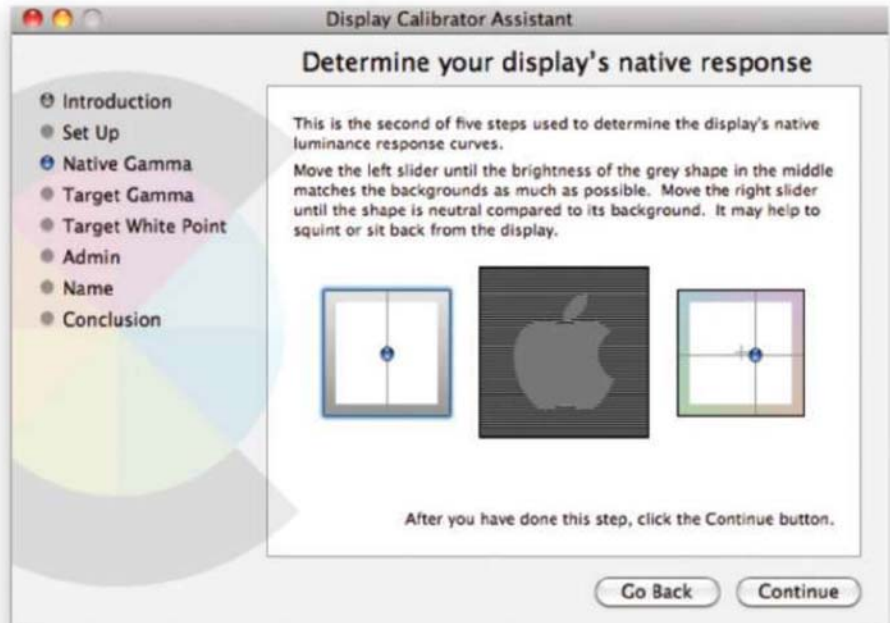 Display Calibrator Assistant
Determine your display's native response
Introduction
Set Up
Native Gamma
Target Gamma
Target White Point
Admin
Name
Conclusion
This is the second of five steps used to determine the display's native
luminance response curves.
Move the left slider until the brightness of the grey shape in the middle
matches the backgrounds as much as possible. Move the right slider
until the shape is neutral compared to its background. It may help to
squint or sit back from the display.
After you have done this step, click the Continue button.
Go Back
Continue